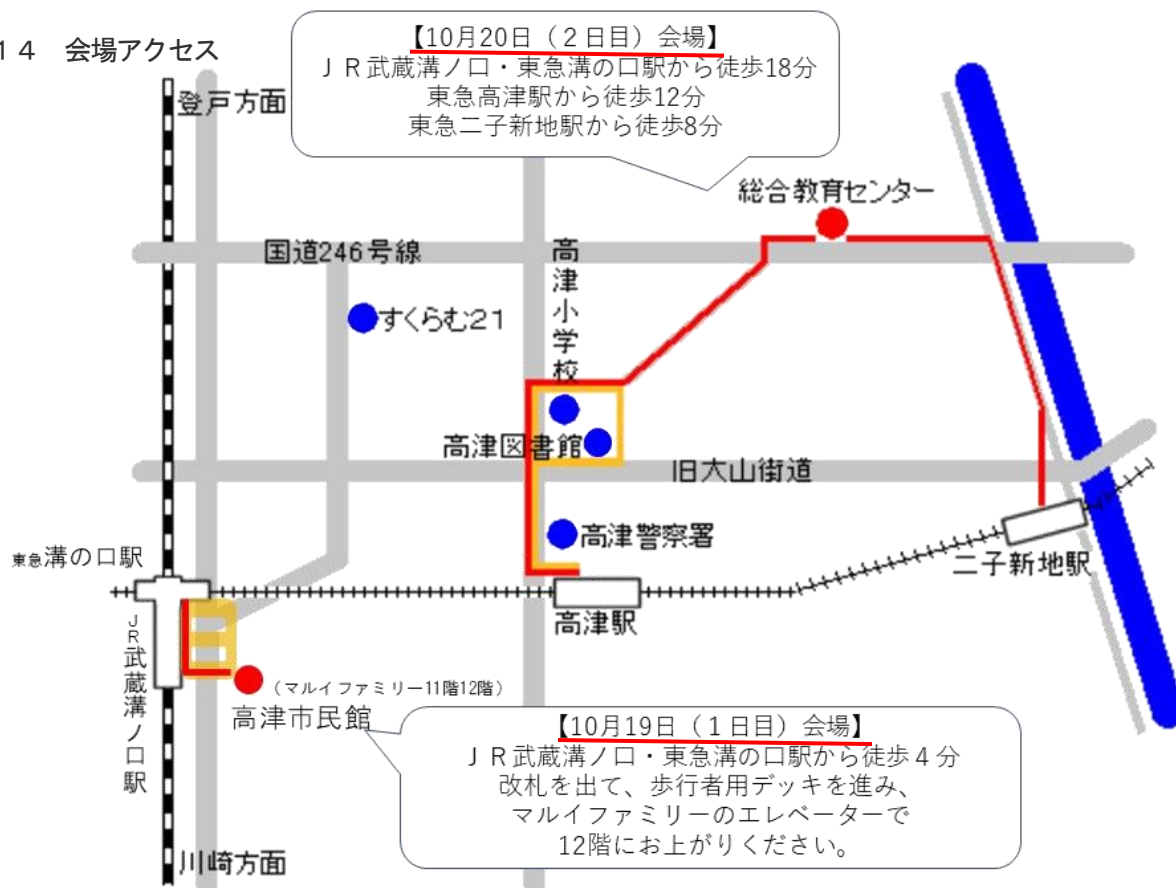 １４　会場アクセス
【10月20日（２日目）会場】
ＪＲ武蔵溝ノ口・東急溝の口駅から徒歩18分
東急高津駅から徒歩12分
東急二子新地駅から徒歩8分
登戸方面
総合教育センター
国道246号線
高津小学校
すくらむ21
高津図書館
旧大山街道
高津警察署
東急溝の口駅
二子新地駅
高津駅
ＪＲ武蔵溝ノ口駅
（マルイファミリー11階12階）
高津市民館
【10月19日（１日目）会場】
ＪＲ武蔵溝ノ口・東急溝の口駅から徒歩４分
改札を出て、歩行者用デッキを進み、
マルイファミリーのエレベーターで
12階にお上がりください。
川崎方面